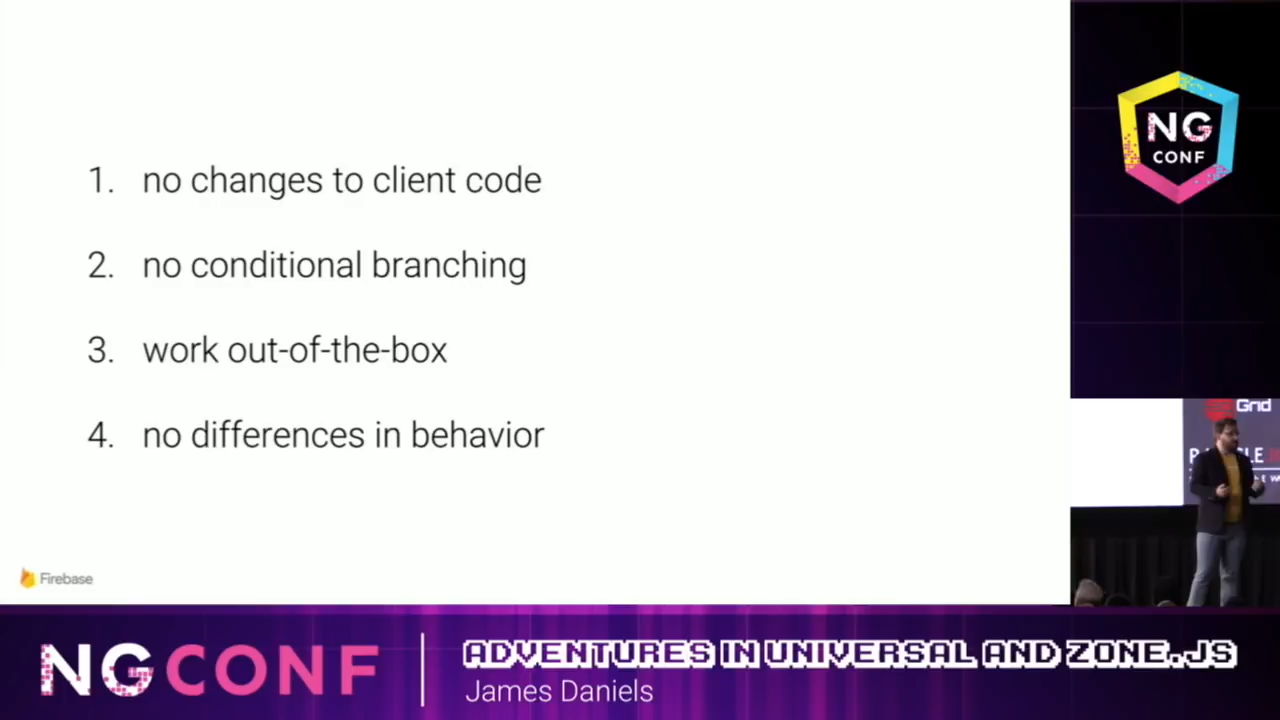 1. no changes to client code
2. no conditional branching
3. work out-of-the-box
4. no differences in behavior
Firebase
NG
CONF
Grid
NGCONF
ADVENTURES IN UNIVERSAL AND ZONE.JS
James Daniels